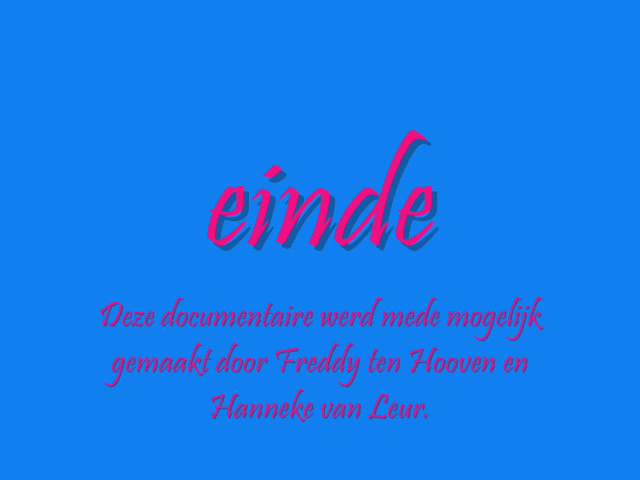 einde
Deze documentaire werd mede mogelijk
gemaakt door Freddy ten Hooven en
Hanneke van Leur.